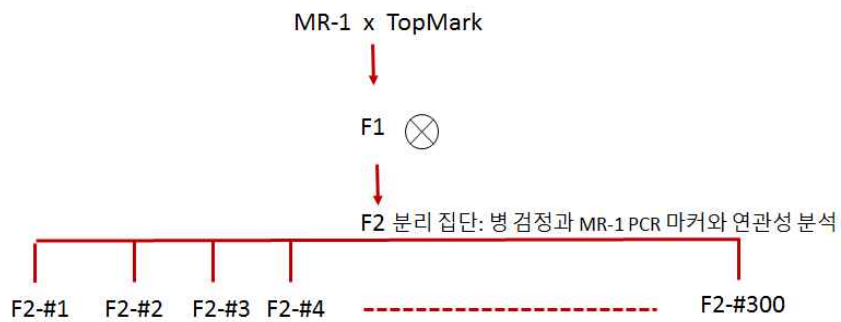 MR-1 x TopMark
F1
F2 분리 집단: 병 검정과 MR-1 PCR 마커와 연관성 분석
F2-#1 F2-#2 F2-#3 F2-#4 F2-#300